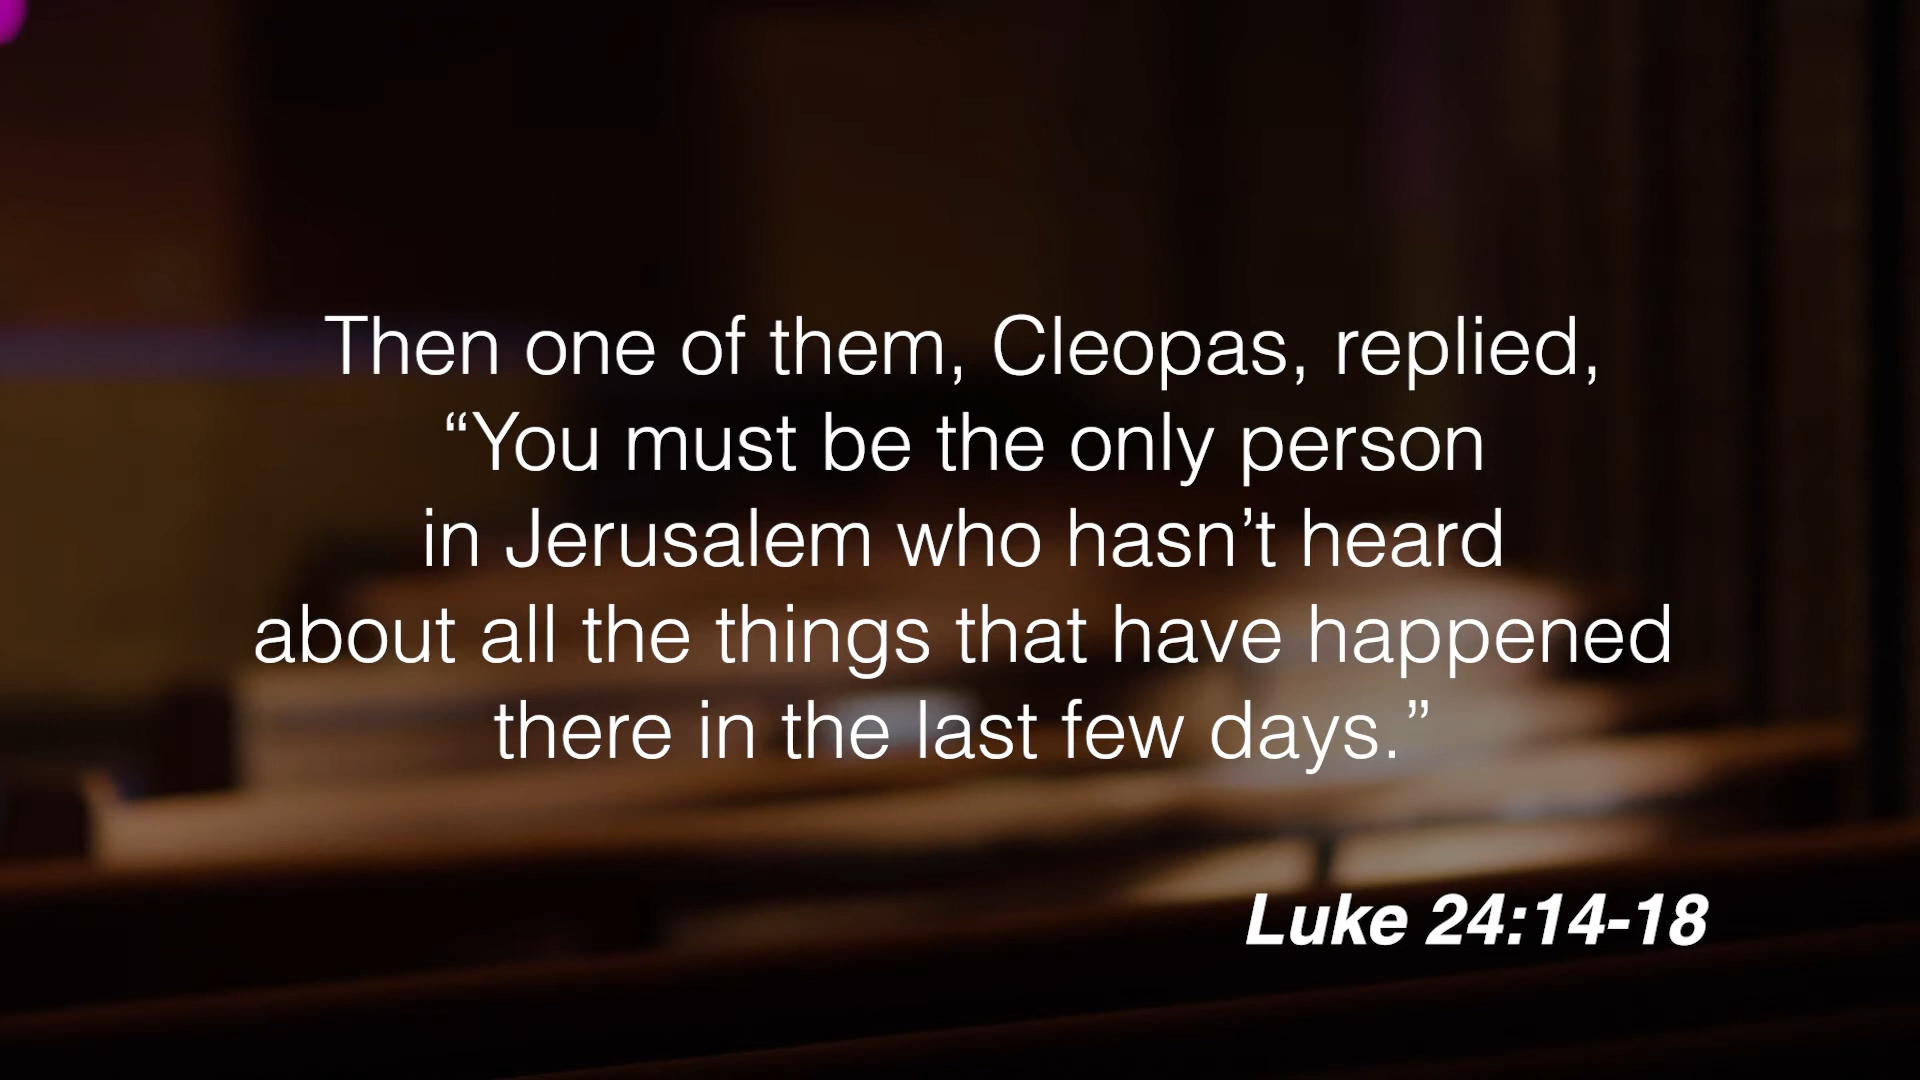 Then one of them, Cleopas, replied,
“You must be the only person
in Jerusalem who hasn’t heard
about all the things that have happened
there in the last few days.”
Luke 24:14-18